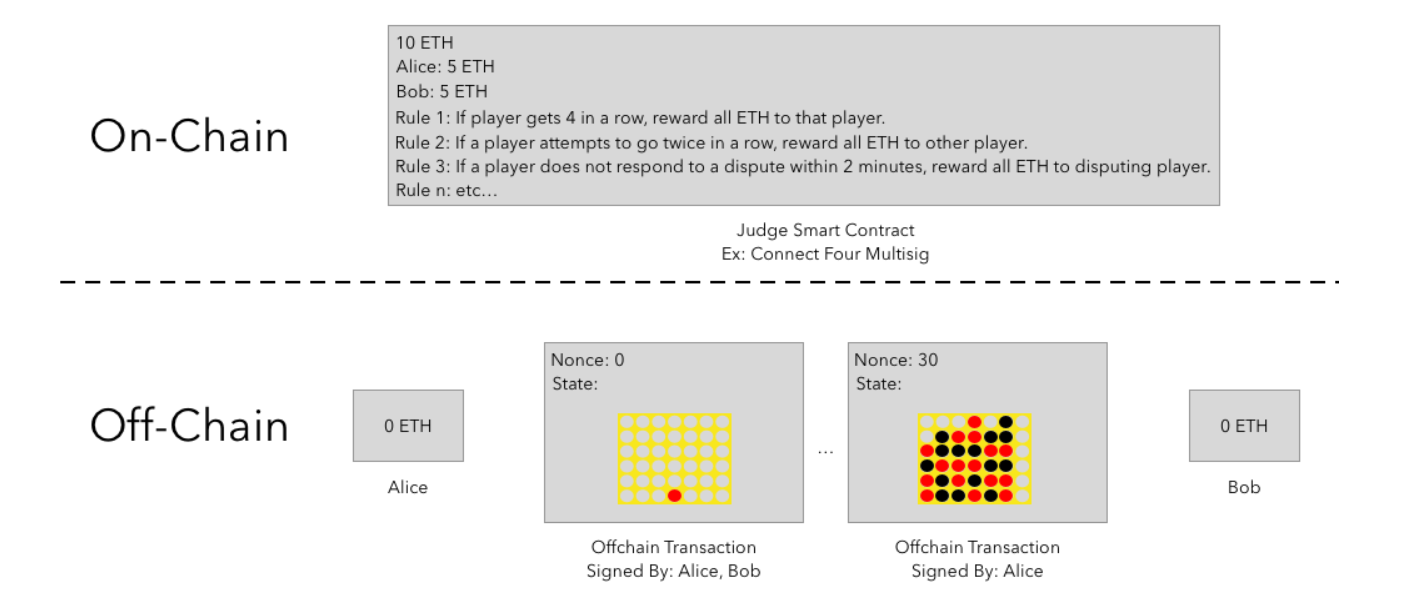 On-Chain
10 ETH
Alice: 5 ETH
Bob: 5 ETH
Rule 1: If player gets 4 in a row, reward all ETH to that player.
Rule 2: If a player attempts to go twice in a row, reward all ETH to other player.
Rule 3: If a player does not respond to a dispute within 2 minutes, reward all ETH to disputing player.
Rule n: etc…
Judge Smart Contract
Ex: Connect Four Multisig
Off-Chain
0 ETH
Alice
Nonce: 0
State:
Offchain Transaction
Signed By: Alice, Bob
…
Nonce: 30
State:
Offchain Transaction
Signed By: Alice
0 ETH
Bob